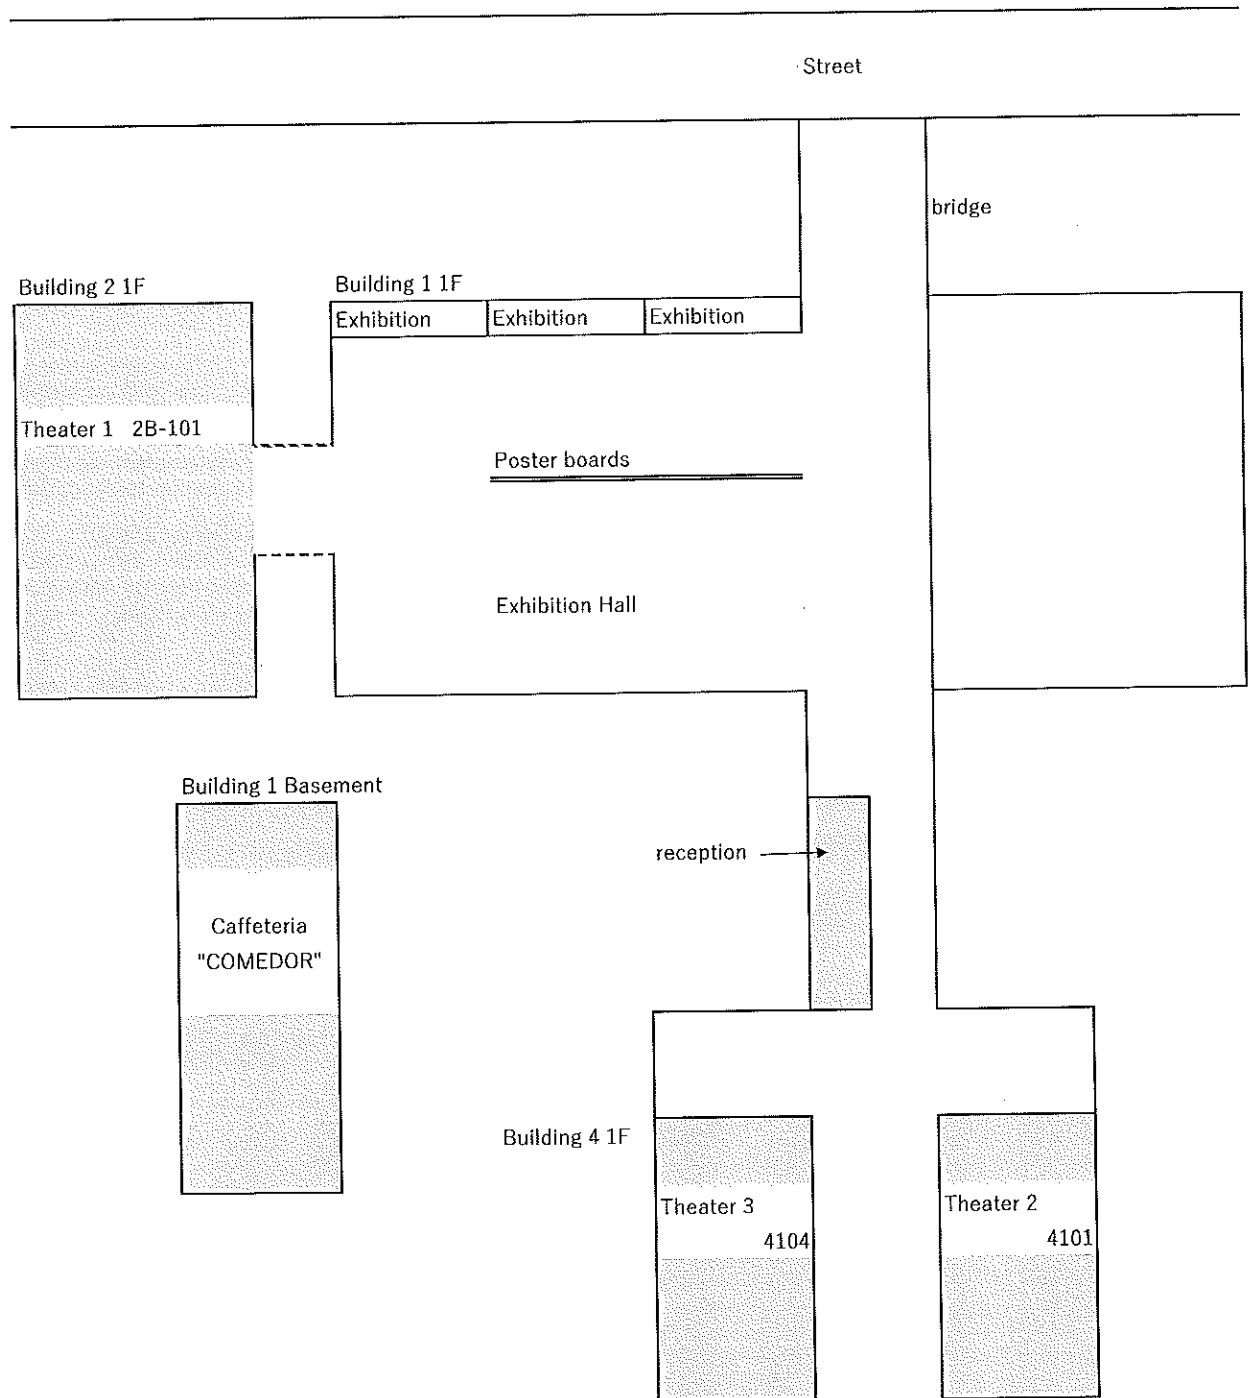 Street
bridge
Building 2 1F
Building 1 1F
Exhibition
Exhibition
Exhibition
Theater 1 2B-101
Poster boards
Exhibition Hall
Building 1 Basement
reception
Caffeteria
"COMEDOR"
Building 4 1F
Theater 3
4104
Theater 2
4101